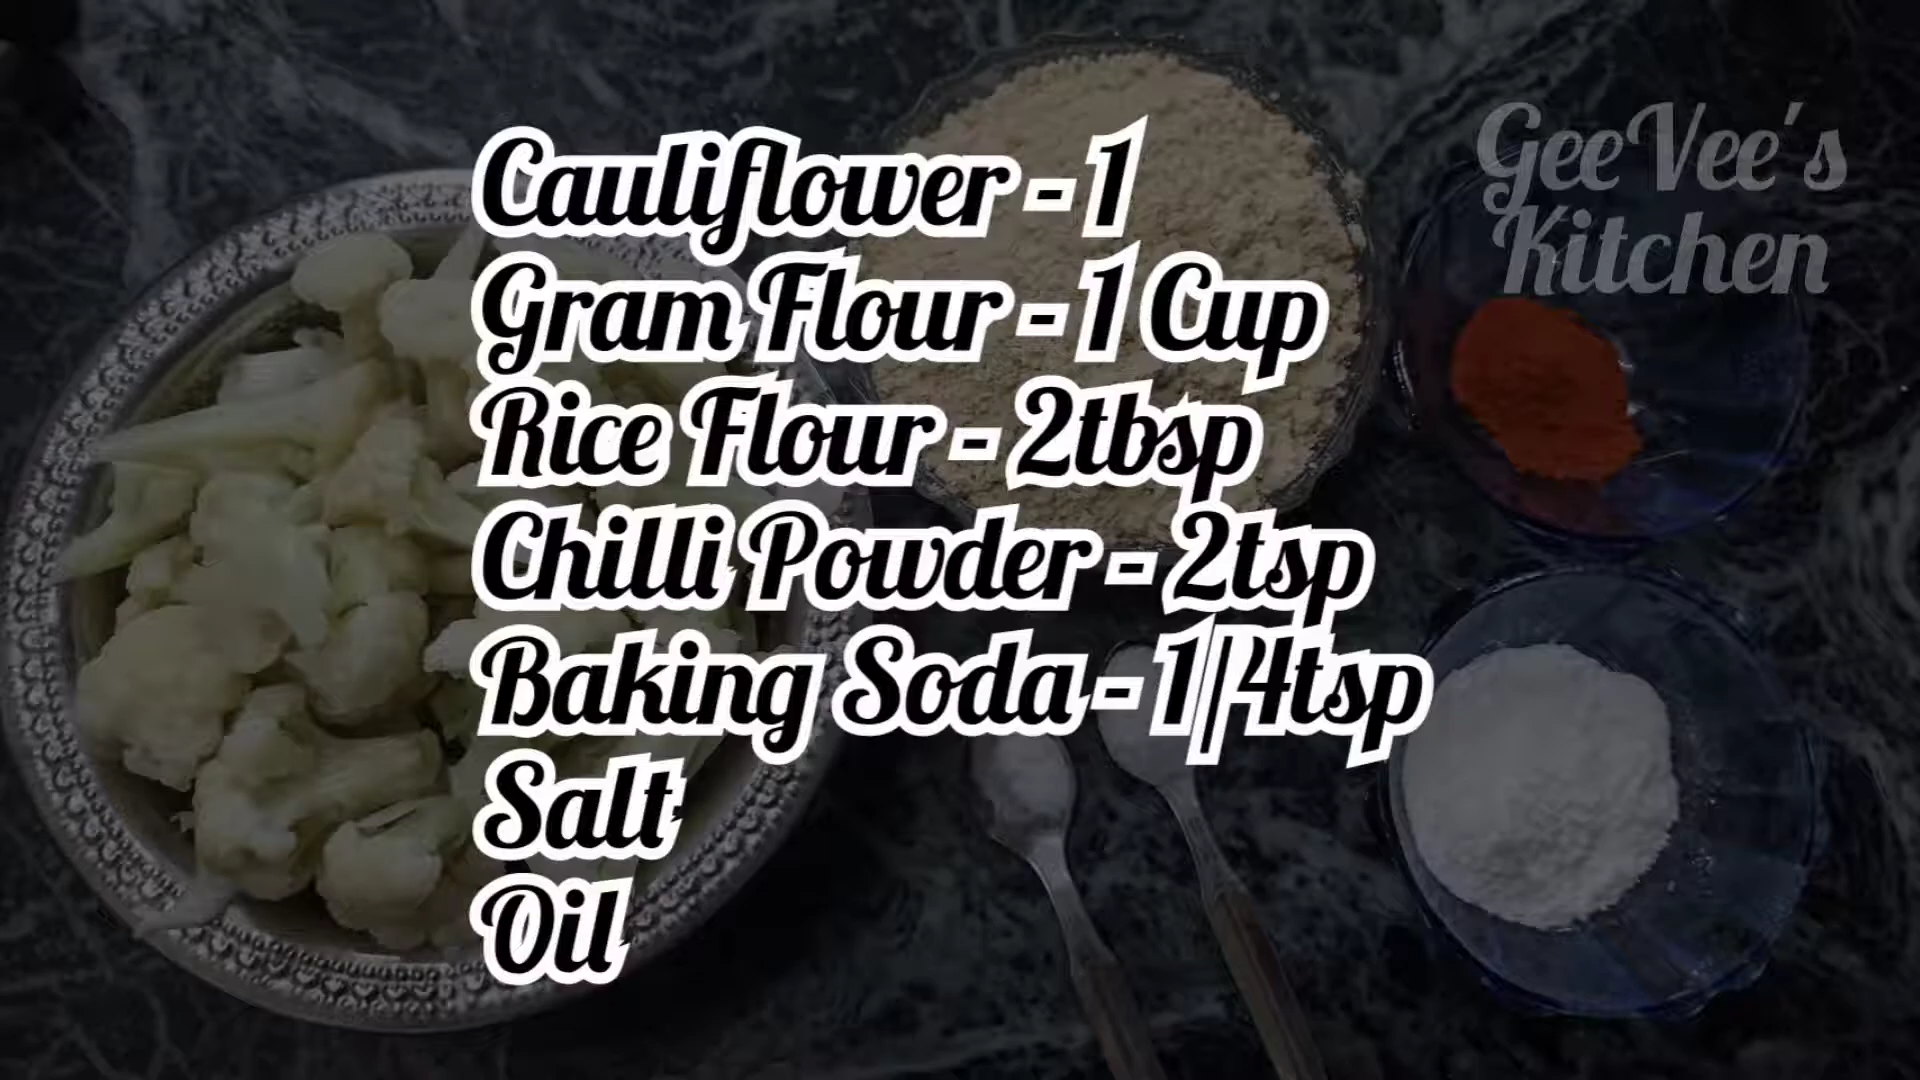 Cauliflower - 1
Gram Flour - 1 Cup
Rice Flour - 2tbsp
Chilli Powder - 2tsp
Baking Soda - 1/4tsp
Salt
Oil
GeeVee's
Kitchen